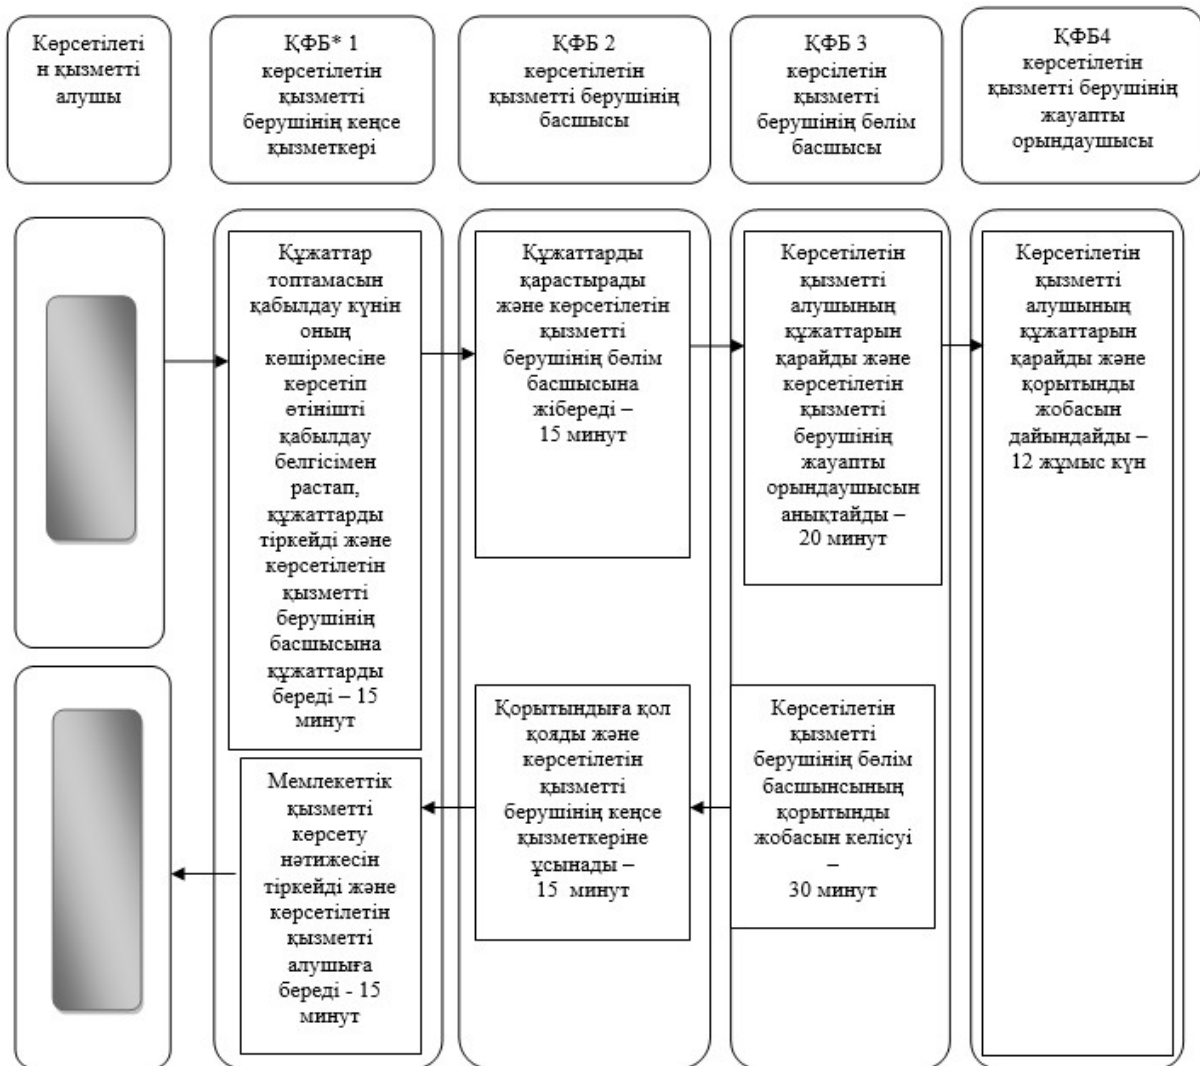 Көрсетілеті
н қызметті
алушы
ҚФБ* 1
көрсетілетін
қызметті
берушінің кеңсе
қызметкері
ҚФБ 2
көрсетілетін
қызметті берушінің
басшысы
ҚФБ 3
көрсілетін
қызметті
берушінің бөлім
басшысы
ҚФБ4
көрсетілетін
қызметті берушінің
жауапты
орындаушысы
Құжаттар
топтамасын
қабылдау күнін
оның
көшірмесіне
көрсетіп
өтінішті
қабылдау
белгісімен
растап,
құжаттарды
тіркейді және
көрсетілетін
қызметті
берушінің
басшысына
құжаттарды
береді – 15
минут
Құжаттарды
қарастырады
және көрсетілетін
қызметті
берушінің бөлім
басшысына
жібереді –
15 минут
Көрсетілетін
қызметті
алушының
құжаттарын
қарайды және
көрсетілетін
қызметті
берушінің
жауапты
орындаушысын
анықтайды –
20 минут
Көрсетілетін
қызметті
алушының
құжаттарын
қарайды және
қорытынды
жобасын
дайындайды –
12 жұмыс күн
Мемлекеттік
қызметті
көрсету
нәтижесін
тіркейді және
көрсетілетін
қызметті
алушыға
береді - 15
минут
Қорытындыға қол
қояды және
көрсетілетін
қызметті
берушінің кеңсе
қызметкеріне
ұсынады –
15 минут
Көрсетілетін
қызметті
берушінің бөлім
басшынсының
қорытынды
жобасын келісуі
–
30 минут